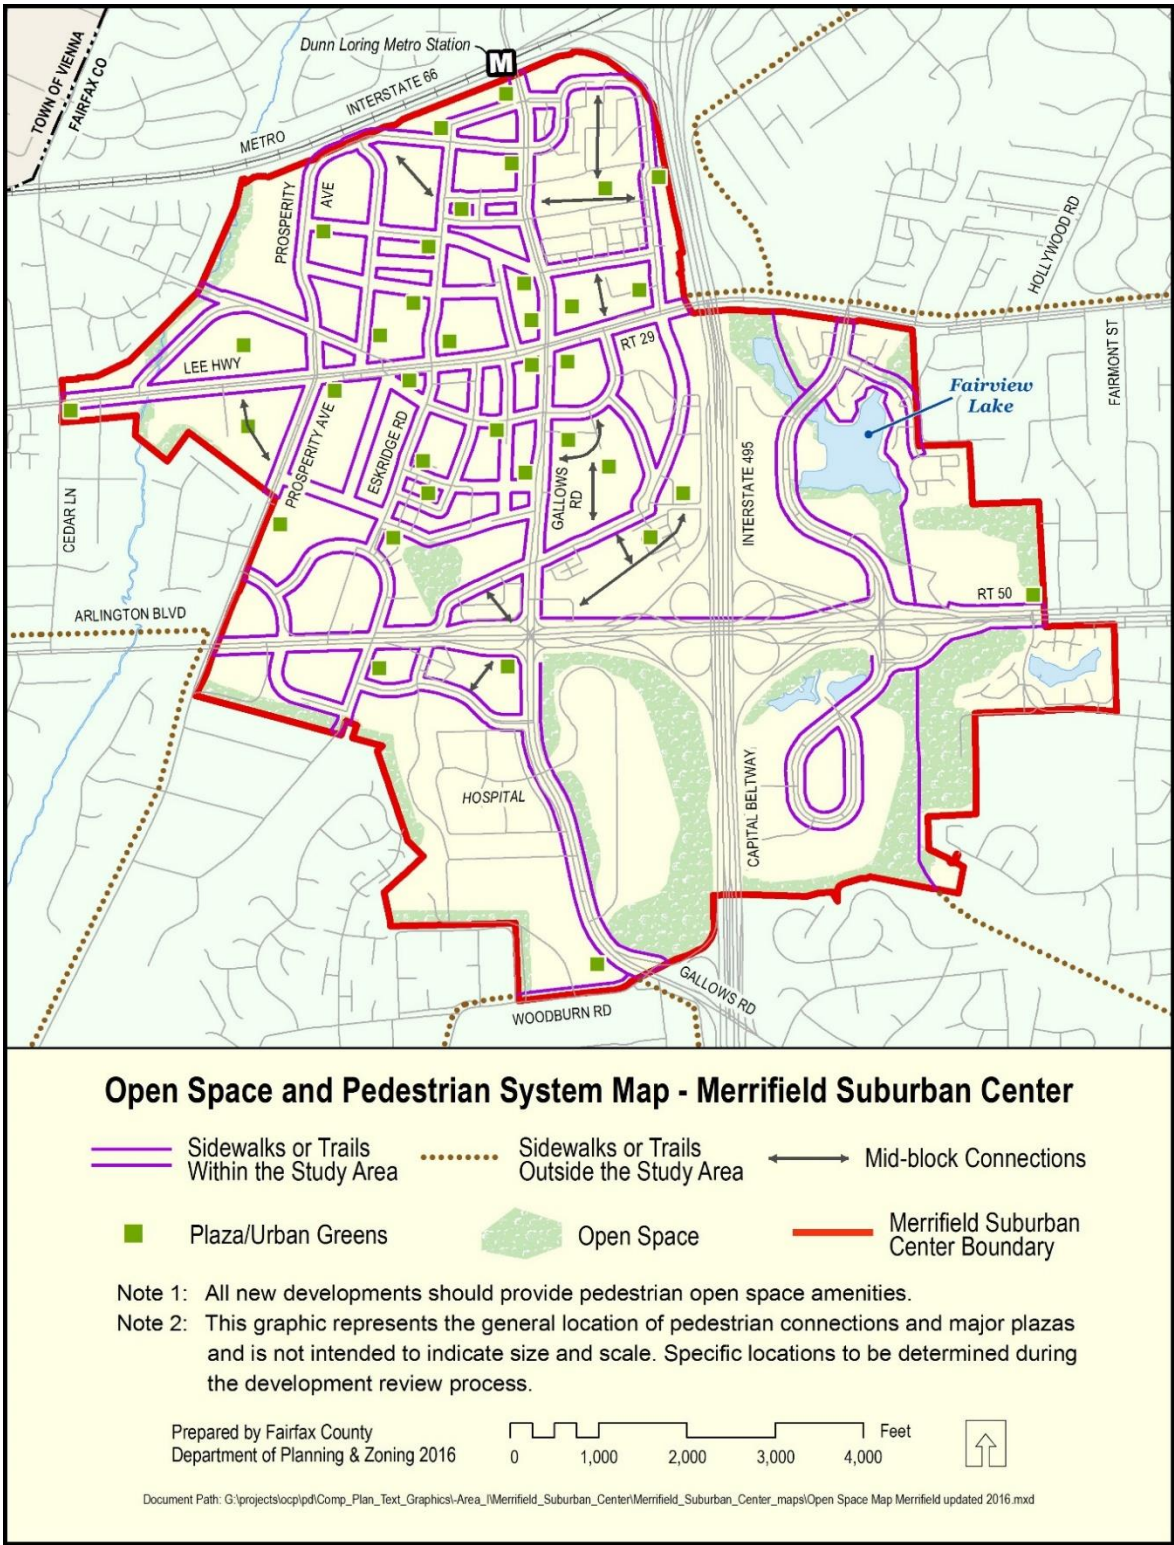 Dunn Loring Metro Station
M
TOWN OF VIENNA
FAIRFAX CO
INTERSTATE 66
METRO
PROSPERITY
AVE
HOLLYWOOD RD
RT 29
LEE HWY
FAIRMONT ST
Fairview
Lake
PROSPERITY AVE
ESKRIDGE RD
GALLOWS
RD
INTERSTATE 495
CEDAR LN
RT 50
ARLINGTON BLVD
HOSPITAL
CAPITAL BELTWAY
GALLOWS RD
WOODBURN RD
Open Space and Pedestrian System Map - Merrifield Suburban Center
Sidewalks or Trails
Within the Study Area
Sidewalks or Trails
Outside the Study Area
Mid-block Connections
Plaza/Urban Greens
Open Space
Merrifield Suburban
Center Boundary
Note 1: All new developments should provide pedestrian open space amenities.
Note 2: This graphic represents the general location of pedestrian connections and major plazas
and is not intended to indicate size and scale. Specific locations to be determined during
the development review process.
Prepared by Fairfax County
Department of Planning & Zoning 2016
Feet
0 1,000 2,000 3,000 4,000
Document Path: G:\projects\ocp\pd\Comp_Plan_Text_Graphics\-Area_I\Merrifield_Suburban_Center\Merrifield_Suburban_Center_maps\Open Space Map Merrifield updated 2016.mxd